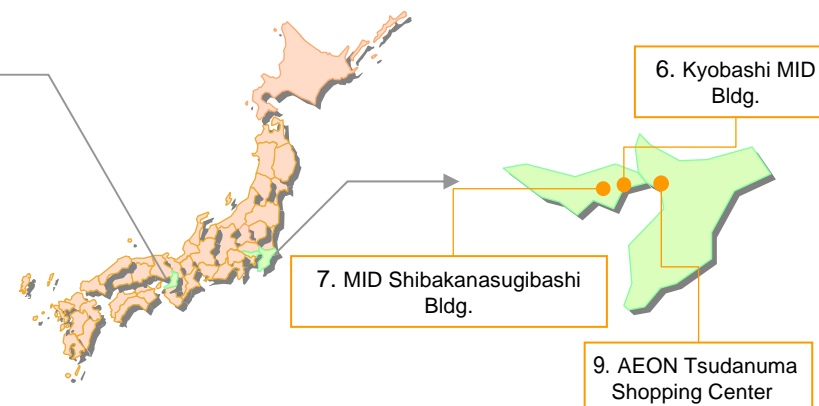 6. Kyobashi MID
Bldg.
7. MID Shibakanasugibashi
Bldg.
9. AEON Tsudanuma
Shopping Center